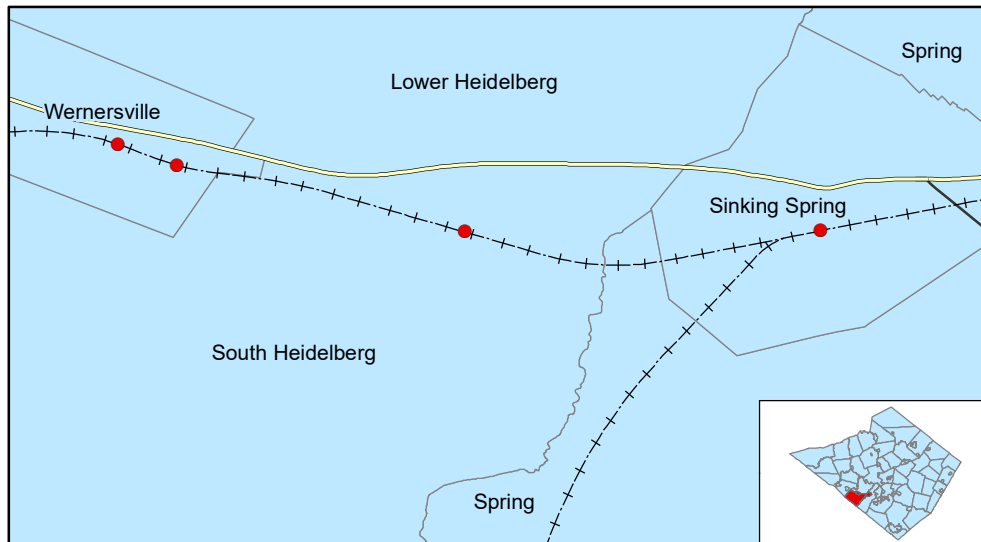 Spring
Lower Heidelberg
Wernersville
Sinking Spring
South Heidelberg
Spring